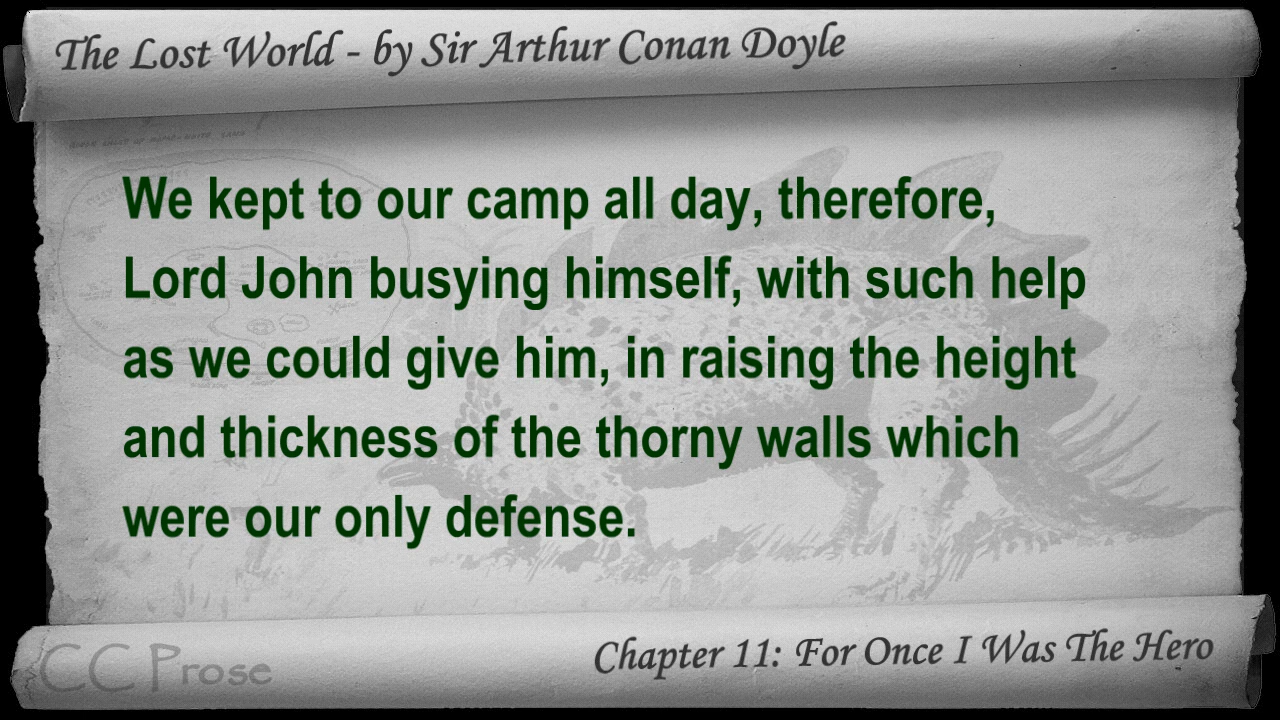 The Lost World - by Sir Arthur Conan Doyle
We kept to our camp all day, therefore,
Lord John busying himself, with such help
as we could give him, in raising the height
and thickness of the thorny walls which
were our only defense.
CC Prose
Chapter 11: For Once I Was The Hero